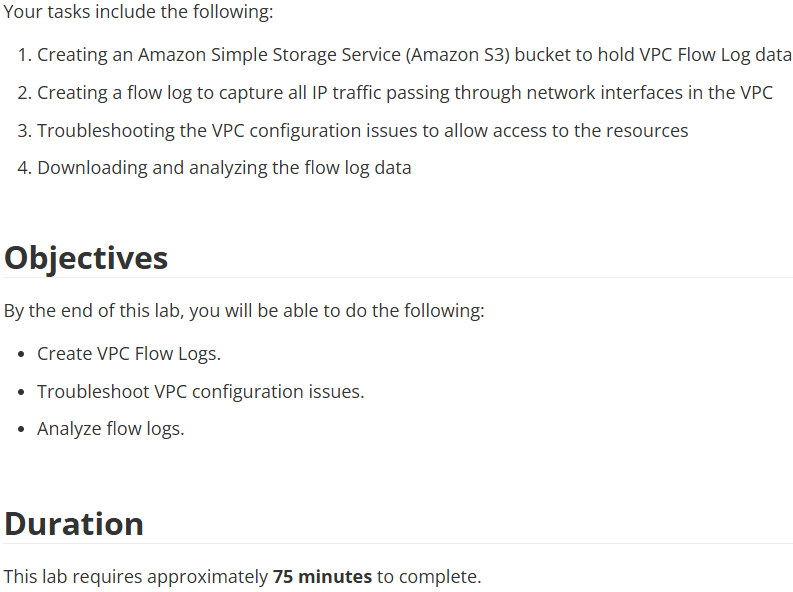 Your tasks include the following:
1. Creating an Amazon Simple Storage Service (Amazon S3) bucket to hold VPC Flow Log data
2. Creating a flow log to capture all IP traffic passing through network interfaces in the VPC
3. Troubleshooting the VPC configuration issues to allow access to the resources
4. Downloading and analyzing the flow log data
Objectives
By the end of this lab, you will be able to do the following:
• Create VPC Flow Logs.
• Troubleshoot VPC configuration issues.
• Analyze flow logs.
Duration
This lab requires approximately 75 minutes to complete.